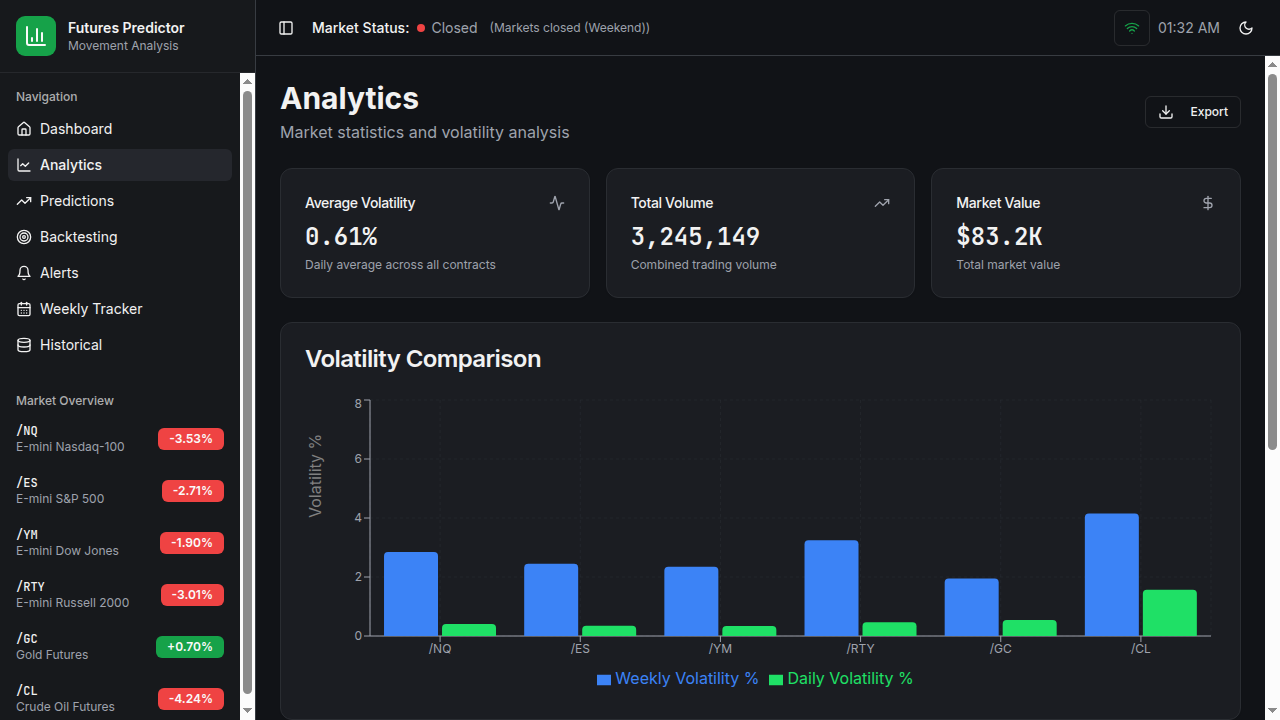 Futures Predictor
Movement Analysis
Navigation
Dashboard
Analytics
Predictions
Backtesting
Alerts
Weekly Tracker
Historical
Market Overview
/NQ
E-mini Nasdaq-100
-3.53%
/ES
E-mini S&P 500
-2.71%
/YM
E-mini Dow Jones
-1.90%
/RTY
E-mini Russell 2000
-3.01%
/GC
Gold Futures
+0.70%
/CL
Crude Oil Futures
-4.24%
Market Status: Closed (Markets closed (Weekend)) 01:32 AM
Analytics
Market statistics and volatility analysis
Export
Average Volatility
0.61%
Daily average across all contracts
Total Volume
3,245,149
Combined trading volume
Market Value
$83.2K
Total market value
Volatility Comparison
Volatility %
8
6
4
2
0
/NQ /ES /YM /RTY /GC /CL
Weekly Volatility % Daily Volatility %